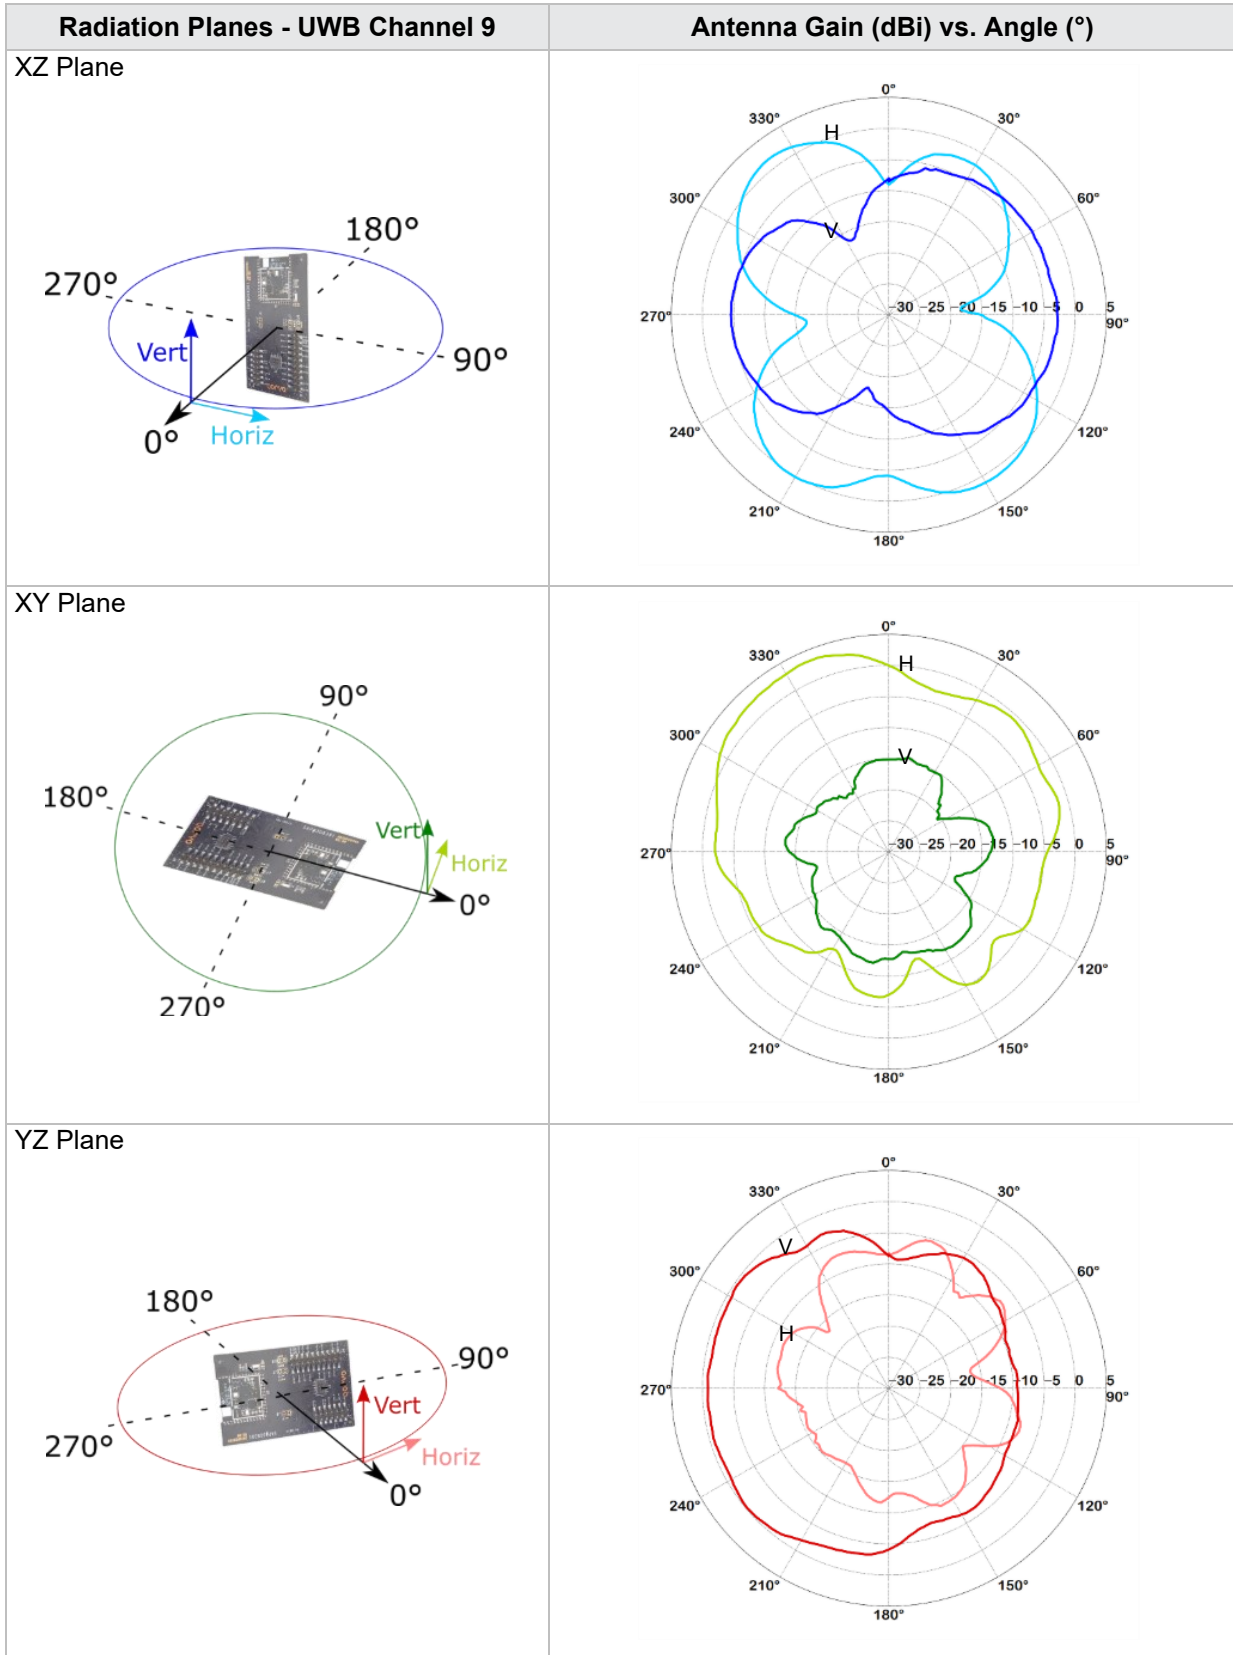 Radiation Planes - UWB Channel 9
Antenna Gain (dBi) vs. Angle (°)
XZ Plane
180°
270°
Vert
90°
0°
Horiz
0°
330°
H
30°
300°
V
60°
270°
−30 −25 −20 −15 −10 −5 0 5
90°
240°
120°
210°
150°
180°
XY Plane
90°
180°
Vert
Horiz
0°
270°
0°
330°
H
30°
300°
V
60°
270°
−30 −25 −20 −15 −10 −5 0 5
90°
240°
120°
210°
150°
180°
YZ Plane
180°
90°
Vert
270°
Horiz
0°
0°
330°
V
30°
300°
60°
H
270°
−30 −25 −20 −15 −10 −5 0 5
90°
240°
120°
210°
150°
180°